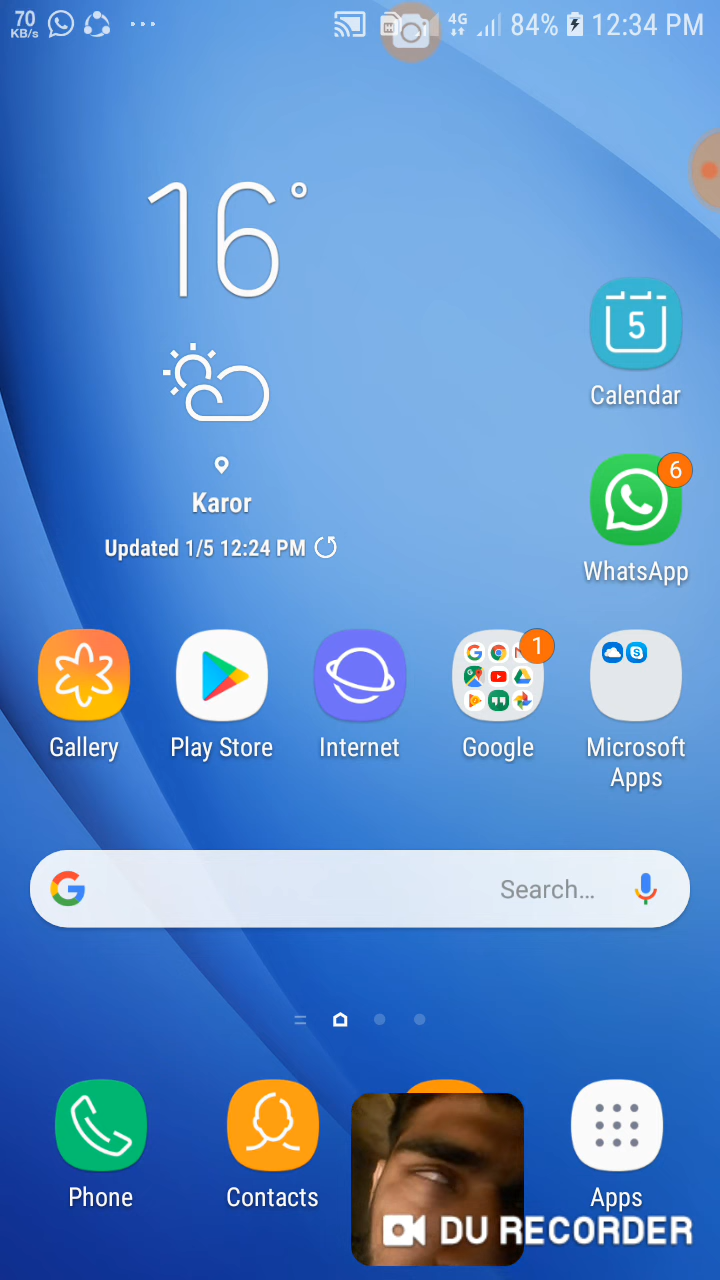 70
KB/s
4G
84%
12:34 PM
16°
5
Calendar
6
WhatsApp
Karor
Updated 1/5 12:24 PM
1
Gallery
Play Store
Internet
Google
Microsoft
Apps
Search...
Phone
Contacts
Apps
DU RECORDER